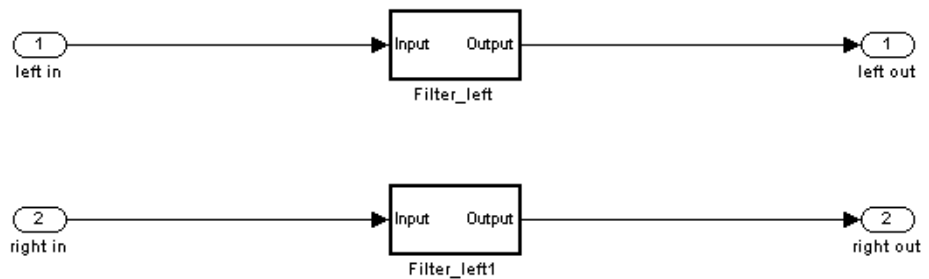 1 Input Output 1
left in Filter_left left out
2 Input Output 2
right in Filter_left1 right out